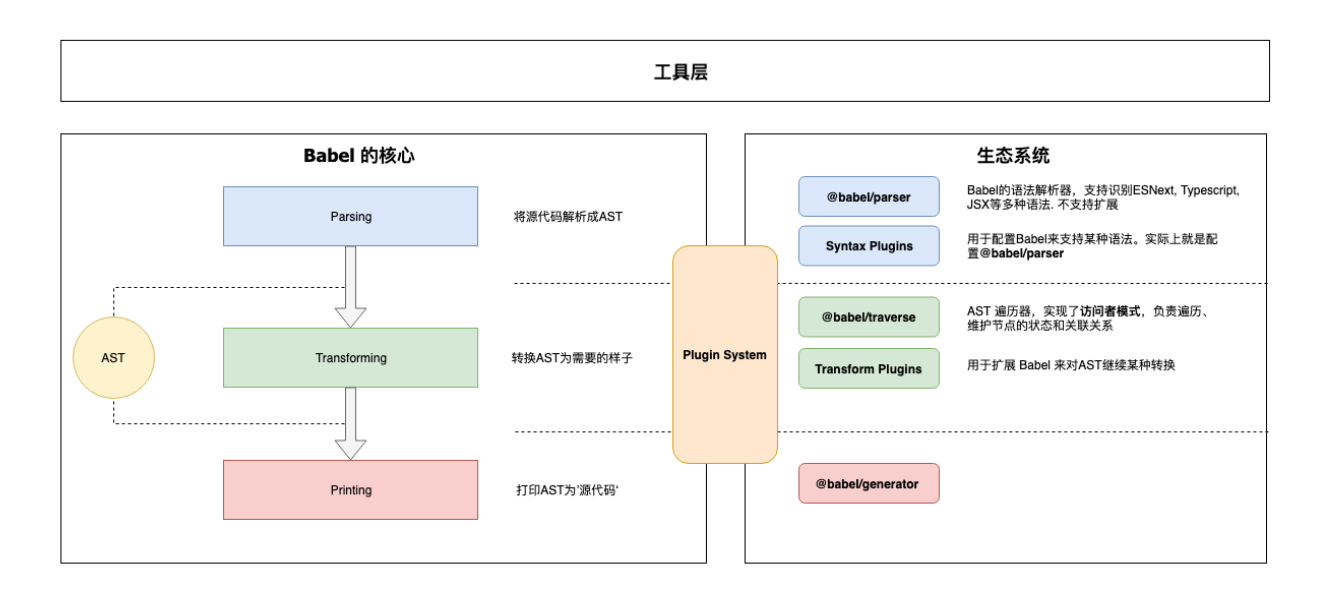 工具层
Babel 的核心
Parsing
将源代码解析成AST
AST
Transforming
转换AST为需要的样子
Printing
打印AST为'源代码'
Plugin System
生态系统
@babel/parser
Babel的语法解析器，支持识别ESNext, Typescript,
JSX等多种语法. 不支持扩展
Syntax Plugins
用于配置Babel来支持某种语法。实际上就是配
置@babel/parser
@babel/traverse
AST 遍历器，实现了访问者模式，负责遍历、
维护节点的状态和关联关系
Transform Plugins
用于扩展 Babel 来对AST继续某种转换
@babel/generator